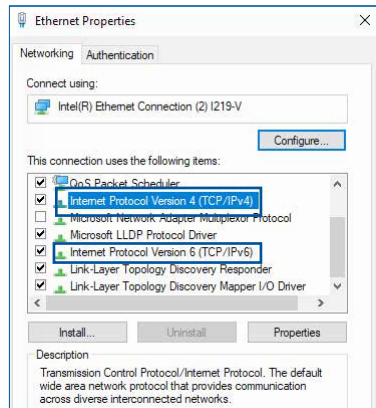 Ethernet Properties
Networking Authentication
Connect using:
Intel(R) Ethernet Connection (2) I219-V
Configure...
This connection uses the following items:
QoS Packet Scheduler
Internet Protocol Version 4 (TCP/IPv4)
Microsoft Network Adapter Multiplexor Protocol
Microsoft LLDP Protocol Driver
Internet Protocol Version 6 (TCP/IPv6)
Link-Layer Topology Discovery Responder
Link-Layer Topology Discovery Mapper I/O Driver
Install... Uninstall Properties
Description
Transmission Control Protocol/Internet Protocol. The default
wide area network protocol that provides communication
across diverse interconnected networks.